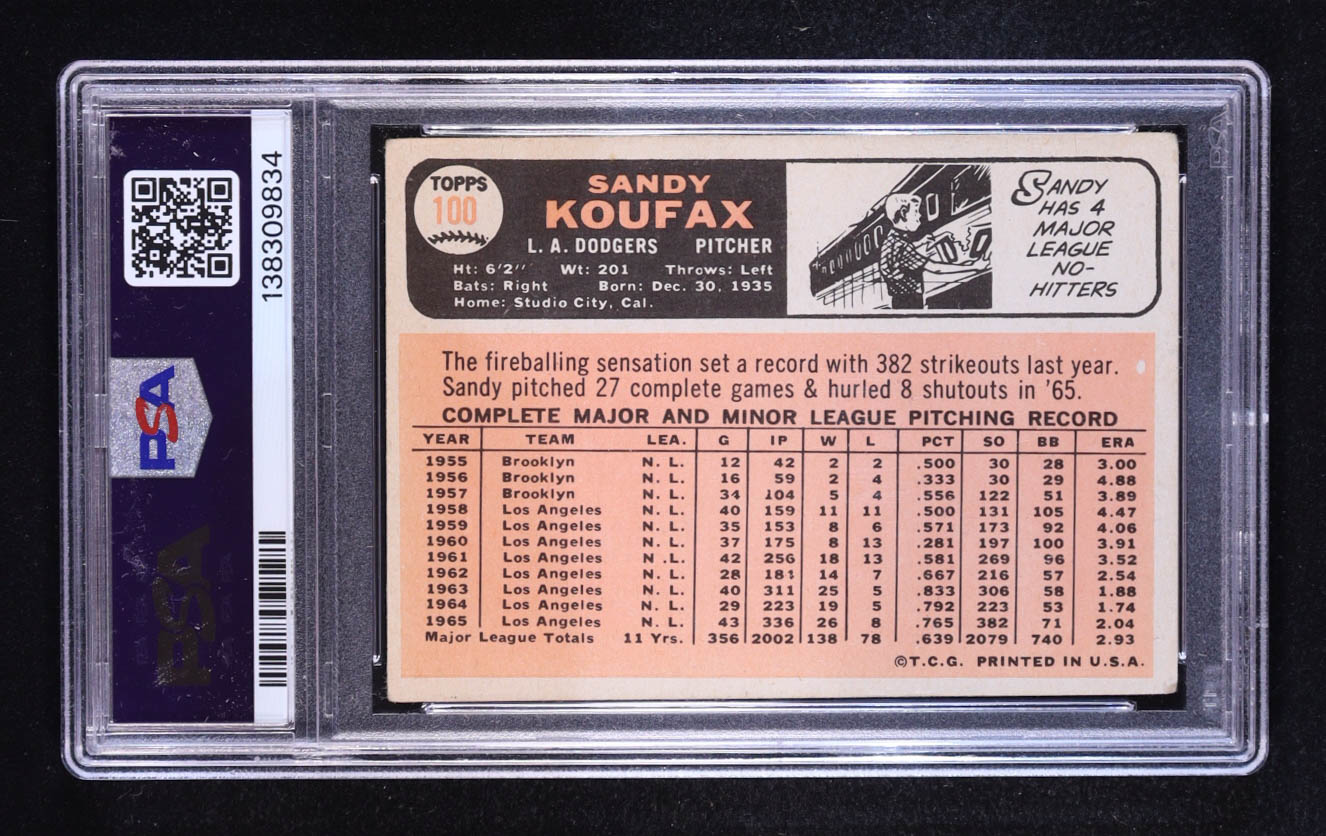 138309834
PSA
PSA
TOPPS
100
SANDY
KOUFAX
L. A. DODGERS PITCHER
Ht: 6'2" Wt: 201 Throws: Left
Bats: Right Born: Dec. 30, 1935
Home: Studio City, Cal.
SANDY
HAS 4
MAJOR
LEAGUE
NO-
HITTERS
The fireballing sensation set a record with 382 strikeouts last year.
Sandy pitched 27 complete games & hurled 8 shutouts in '65.
COMPLETE MAJOR AND MINOR LEAGUE PITCHING RECORD
YEAR TEAM LEA. G IP W L PCT SO BB ERA
1955 Brooklyn N. L. 12 42 2 2 .500 30 28 3.00
1956 Brooklyn N. L. 16 59 2 4 .333 30 29 4.88
1957 Brooklyn N. L. 34 104 5 4 .556 122 51 3.89
1958 Los Angeles N. L. 40 159 11 11 .500 131 105 4.47
1959 Los Angeles N. L. 35 153 8 6 .571 173 92 4.06
1960 Los Angeles N. L. 37 175 8 13 .281 197 100 3.91
1961 Los Angeles N .L. 42 256 18 13 .581 269 96 3.52
1962 Los Angeles N. L. 28 184 14 7 .667 216 57 2.54
1963 Los Angeles N. L. 40 311 25 5 .833 306 58 1.88
1964 Los Angeles N. L. 29 223 19 5 .792 223 53 1.74
1965 Los Angeles N. L. 43 336 26 8 .765 382 71 2.04
Major League Totals 11 Yrs. 356 2002 138 78 .639 2079 740 2.93
©T.C.G. PRINTED IN U.S.A.